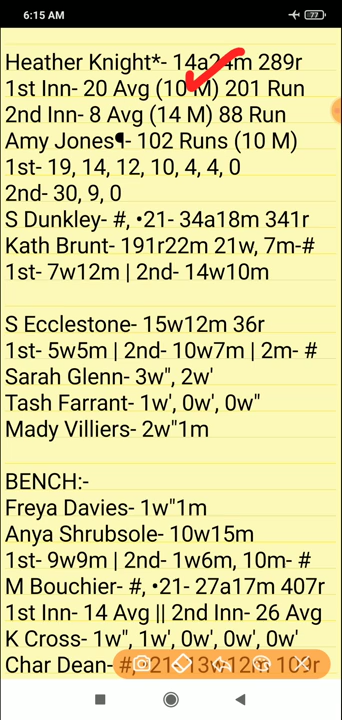 6:15 AM
77
Heather Knight*- 14a24m 289r
1st Inn- 20 Avg (10 M) 201 Run
2nd Inn- 8 Avg (14 M) 88 Run
Amy Jones¶- 102 Runs (10 M)
1st- 19, 14, 12, 10, 4, 4, 0
2nd- 30, 9, 0
S Dunkley- #, •21- 34a18m 341r
Kath Brunt- 191r22m 21w, 7m-#
1st- 7w12m | 2nd- 14w10m
S Ecclestone- 15w12m 36r
1st- 5w5m | 2nd- 10w7m | 2m- #
Sarah Glenn- 3w", 2w'
Tash Farrant- 1w', 0w', 0w"
Mady Villiers- 2w"1m
BENCH:-
Freya Davies- 1w"1m
Anya Shrubsole- 10w15m
1st- 9w9m | 2nd- 1w6m, 10m- #
M Bouchier- #, •21- 27a17m 407r
1st Inn- 14 Avg || 2nd Inn- 26 Avg
K Cross- 1w", 1w', 0w', 0w', 0w'
Char Dean- #, •21- 13w12m 109r